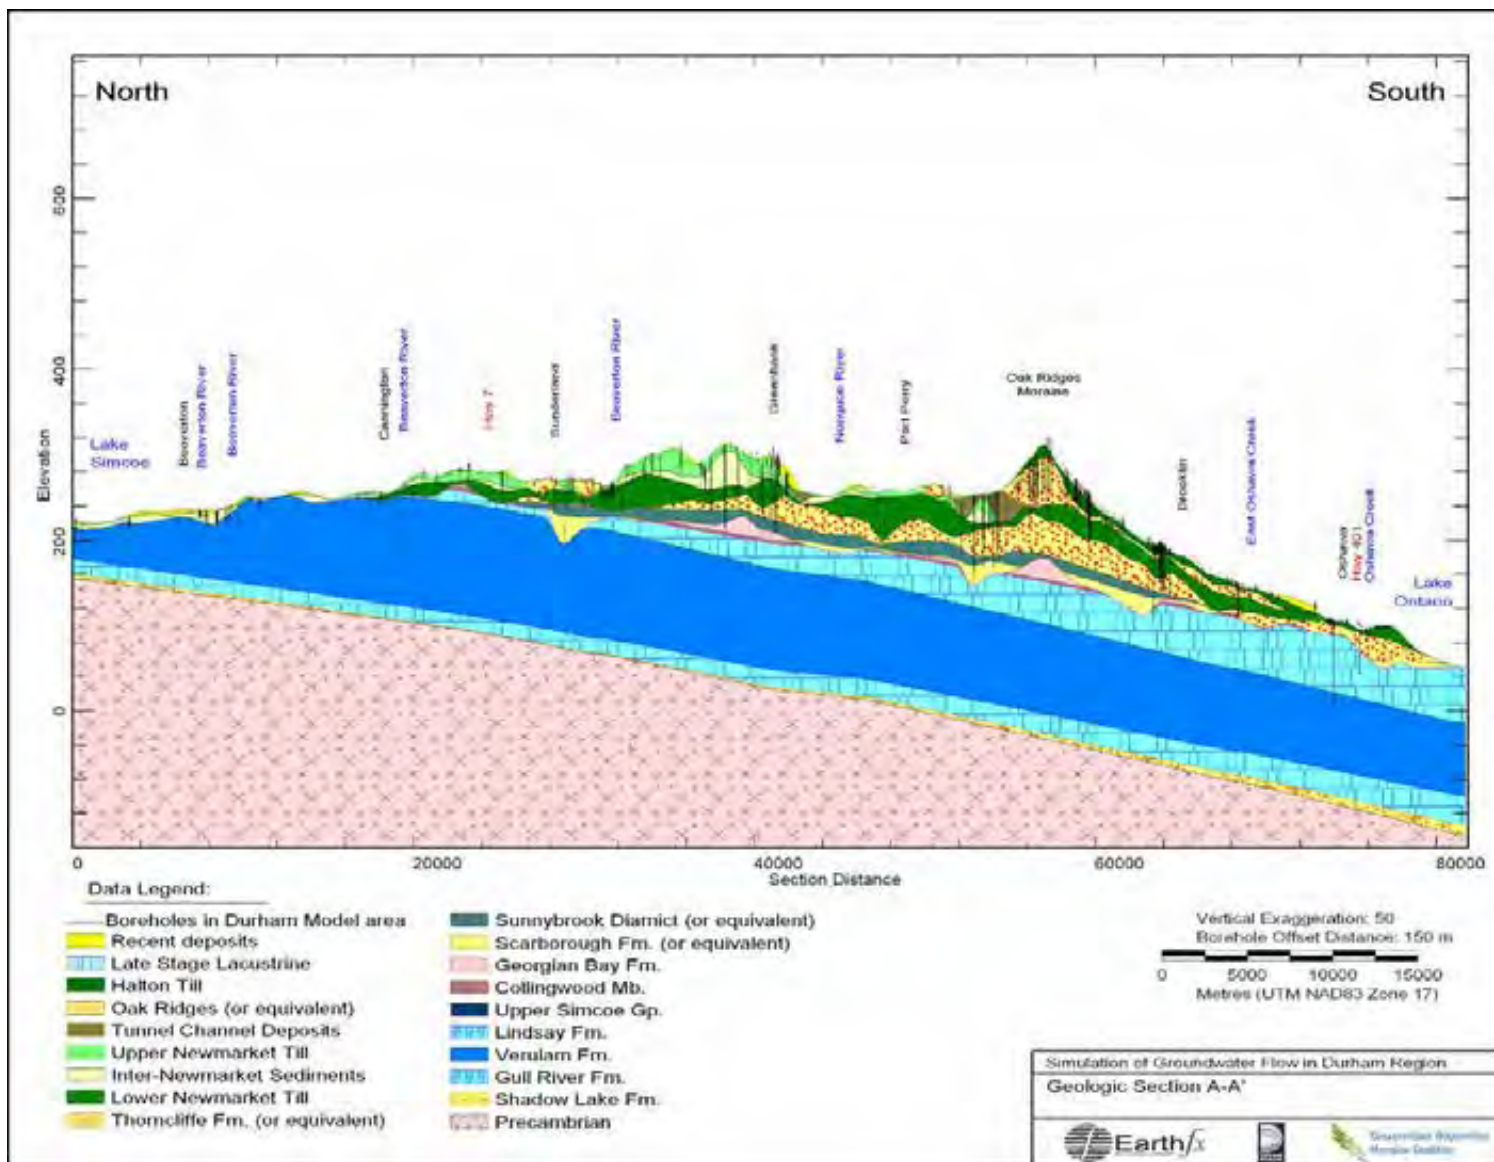 North
South
600
400
200
0
Elevation
Lake
Simcoe
Beaverton
Beaverton River
Beaverton River
Cannington
Beaverton River
Hwy 7
Sunderland
Beaverton River
Greenbank
Nonquon River
Port Perry
Oak Ridges
Moraine
Brooklin
East Oshawa Creek
Oshawa
Hwy 401
Oshawa Creek
Lake
Ontario
0
20000
40000
60000
80000
Section Distance
Data Legend:
Boreholes in Durham Model area
Recent deposits
Late Stage Lacustrine
Halton Till
Oak Ridges (or equivalent)
Tunnel Channel Deposits
Upper Newmarket Till
Inter-Newmarket Sediments
Lower Newmarket Till
Thorncliffe Fm. (or equivalent)
Sunnybrook Diamict (or equivalent)
Scarborough Fm. (or equivalent)
Georgian Bay Fm.
Collingwood Mb.
Upper Simcoe Gp.
Lindsay Fm.
Verulam Fm.
Gull River Fm.
Shadow Lake Fm.
Precambrian
Vertical Exaggeration: 50
Borehole Offset Distance: 150 m
0 5000 10000 15000
Metres (UTM NAD83 Zone 17)
Simulation of Groundwater Flow in Durham Region
Geologic Section A-A'
Earthfx